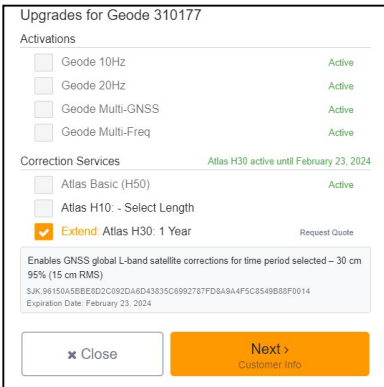 Upgrades for Geode 310177
Activations
Geode 10Hz Active
Geode 20Hz Active
Geode Multi-GNSS Active
Geode Multi-Freq Active
Correction Services Atlas H30 active until February 23, 2024
Atlas Basic (H50) Active
Atlas H10: - Select Length
Extend: Atlas H30: 1 Year Request Quote
Enables GNSS global L-band satellite corrections for time period selected – 30 cm
95% (15 cm RMS)
$JK,96150A5BBE8D2C092DA6D43835C6992787FD8A9A4F5C8549B88F0014
Expiration Date: February 23, 2024
× Close
Next ›
Customer Info